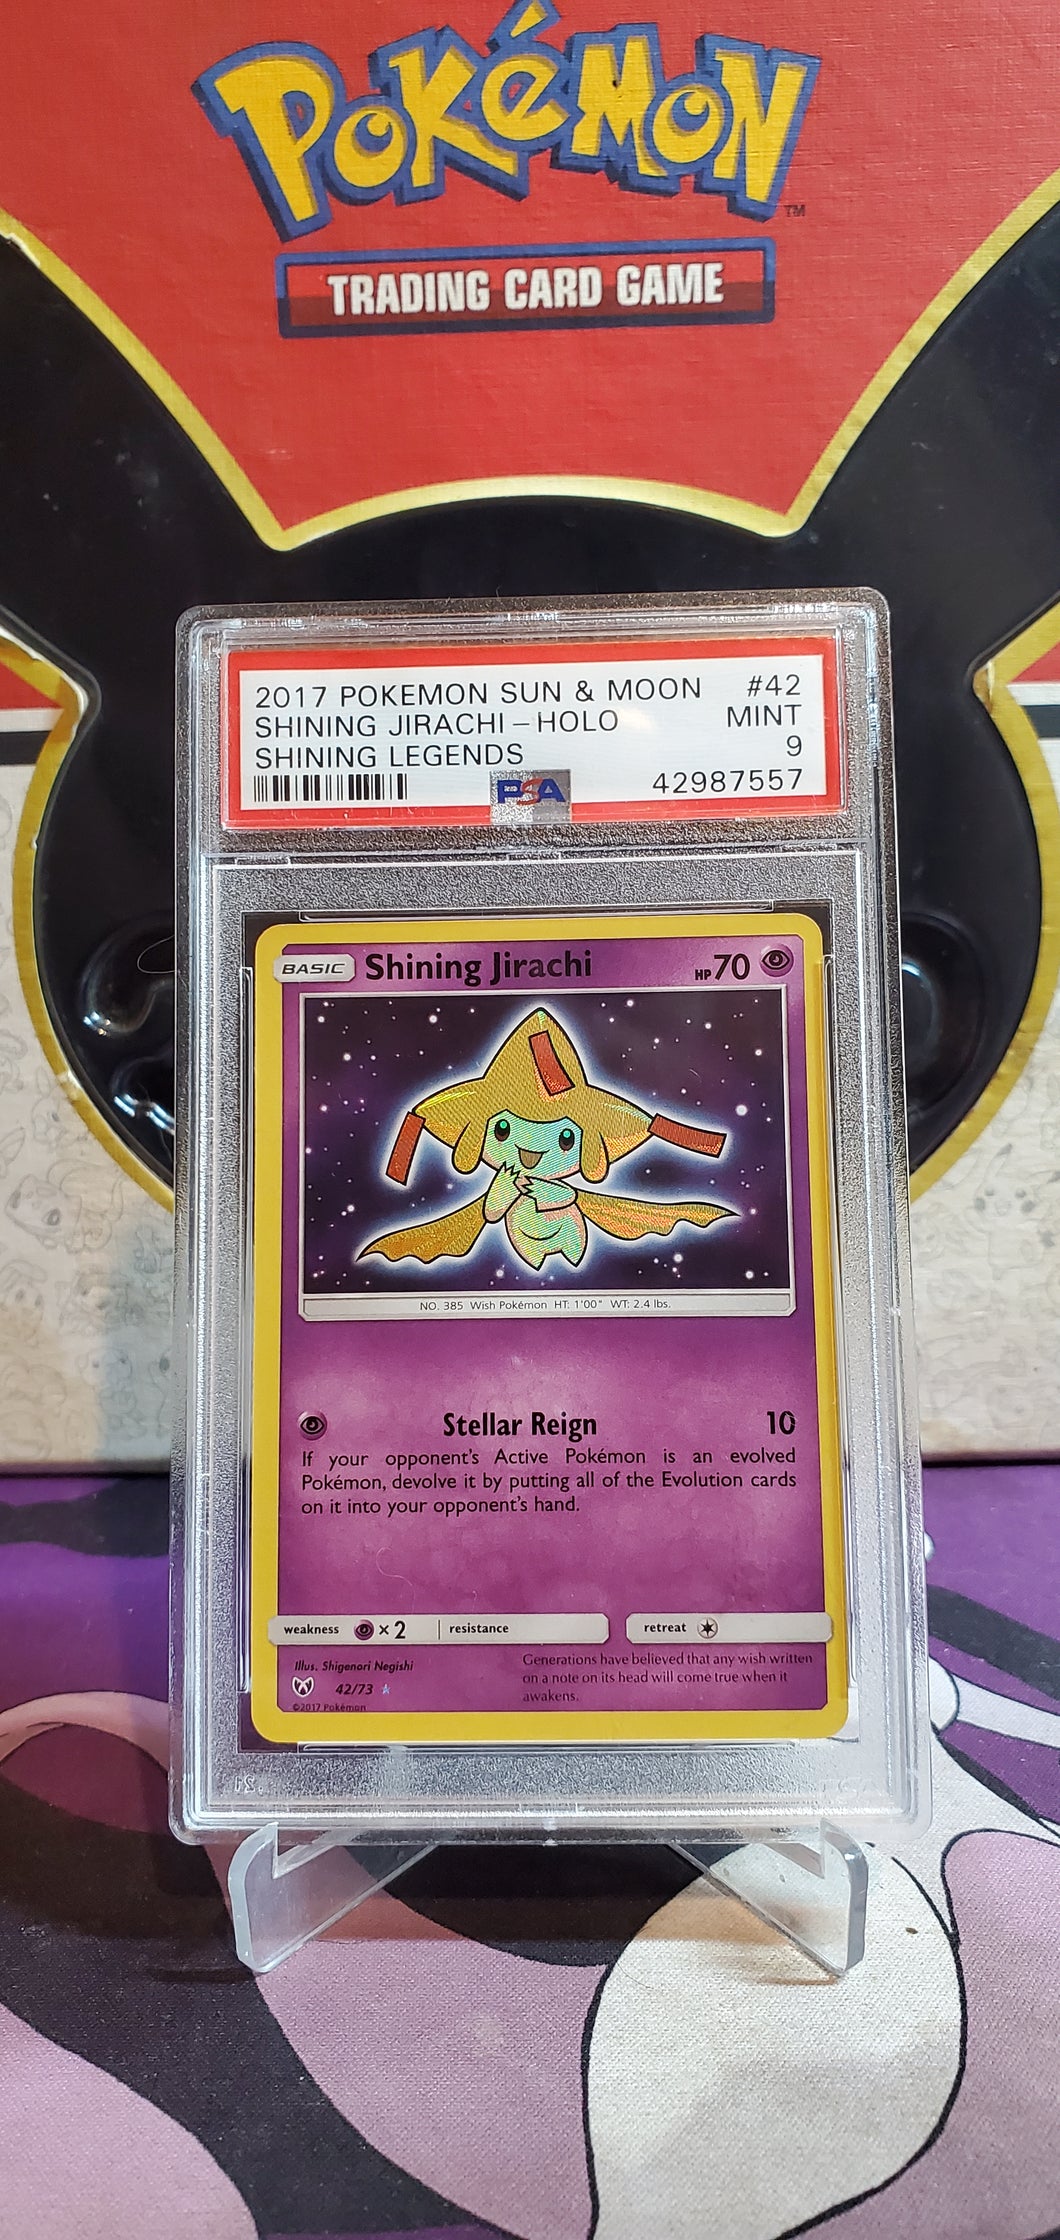 POKéMON
TM
TRADING CARD GAME
2017 POKEMON SUN & MOON #42
SHINING JIRACHI – HOLO MINT
SHINING LEGENDS 9
PSA 42987557
BASIC Shining Jirachi HP 70
NO. 385 Wish Pokémon HT: 1'00" WT: 2.4 lbs.
Stellar Reign 10
If your opponent's Active Pokémon is an evolved
Pokémon, devolve it by putting all of the Evolution cards
on it into your opponent's hand.
weakness × 2 resistance retreat
Illus. Shigenori Negishi
42/73
©2017 Pokémon
Generations have believed that any wish written
on a note on its head will come true when it
awakens.